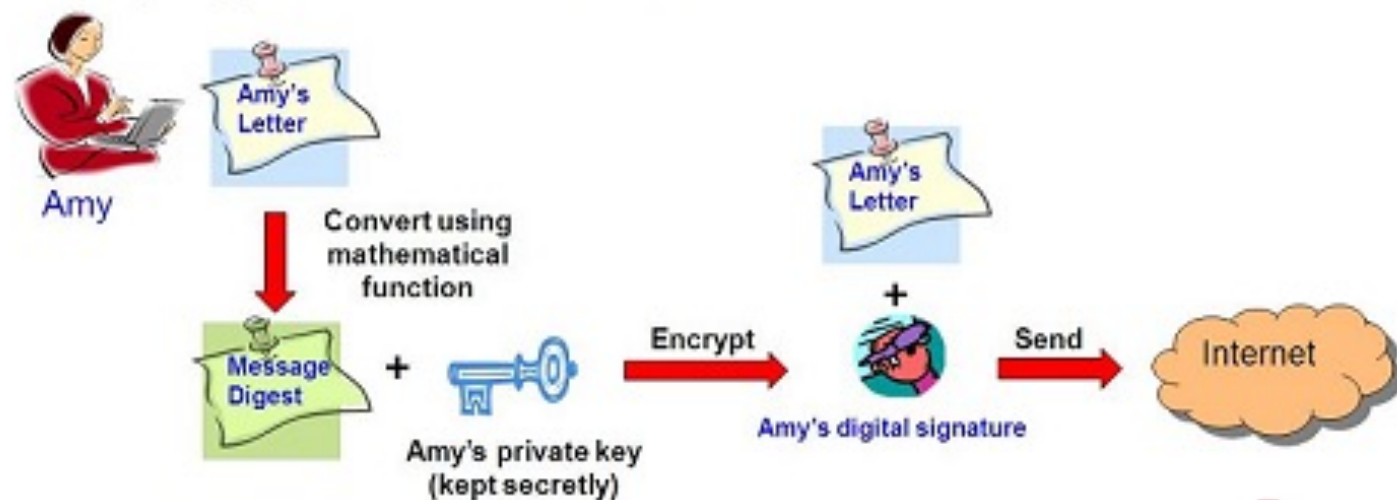 Amy's
Letter
Amy
Convert using
mathematical
function
Amy's
Letter
+
Message
Digest
+
Amy's private key
(kept secretly)
Encrypt
Amy's digital signature
Send
Internet